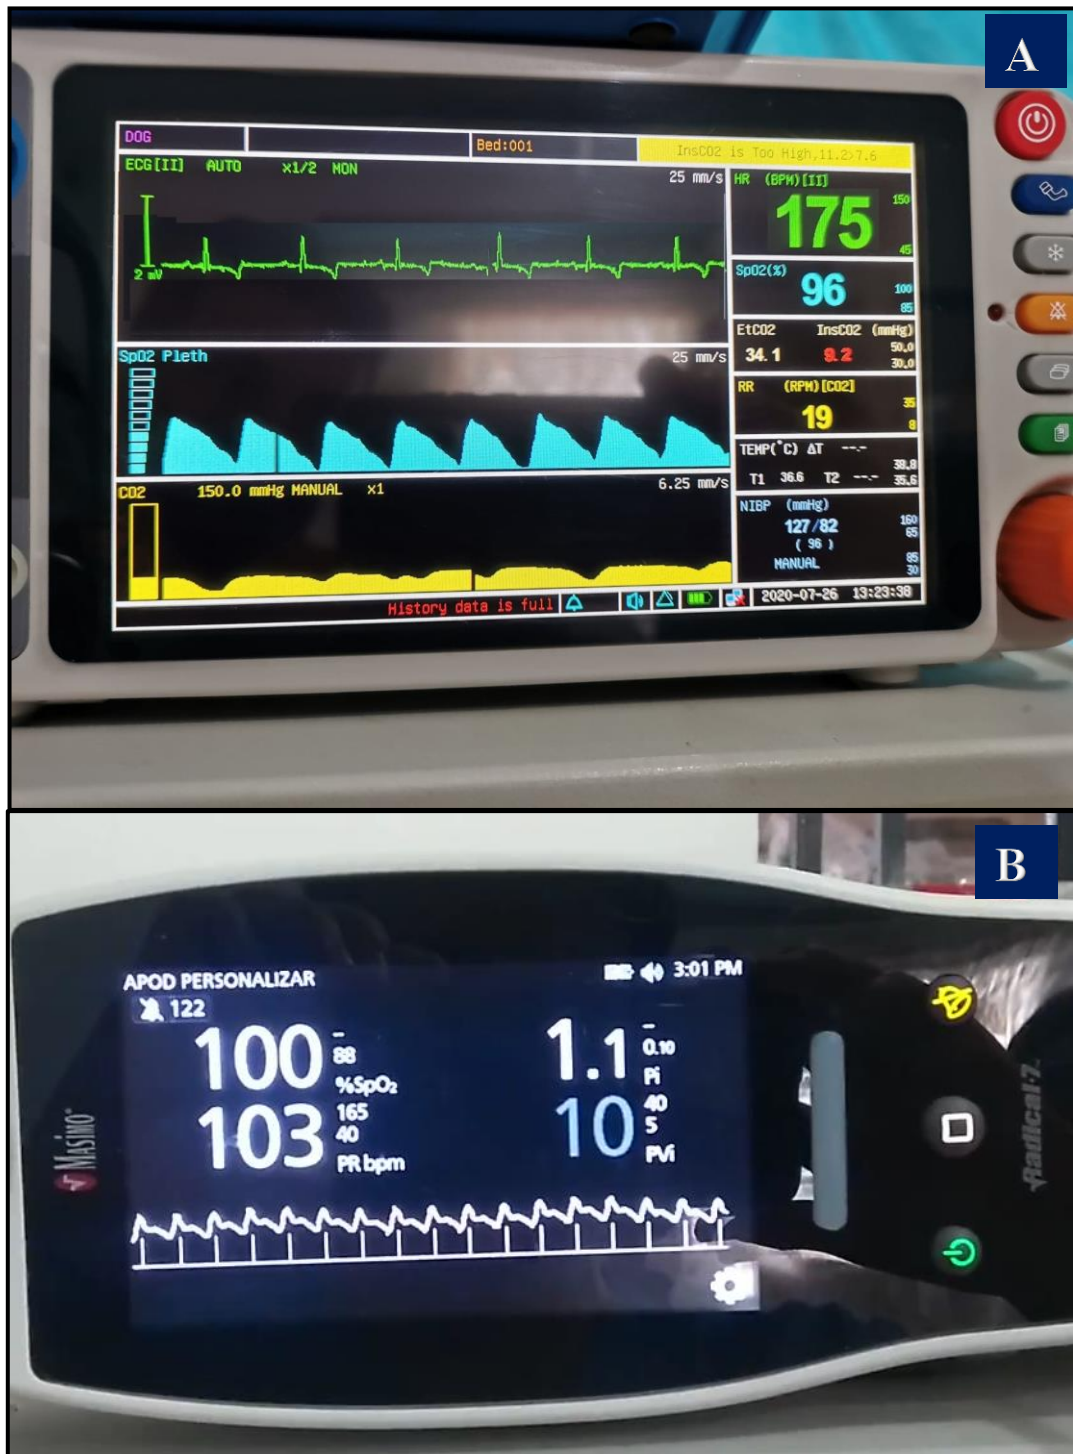 A
DOG
Bed:001
InsCO2 is Too High,11.2>7.6
ECG[II] AUTO x1/2 MON
25 mm/s
2 mV
HR (BPM)[II]
175
150
45
SpO2(%)
96
100
85
EtCO2 InsCO2 (mmHg)
34.1 9.2
50.0
30.0
SpO2 Pleth
25 mm/s
RR (RPM)[CO2]
19
35
8
TEMP(°C) ΔT --.-
T1 36.6 T2 --.-
38.8
35.6
CO2 150.0 mmHg MANUAL x1
6.25 mm/s
NIBP (mmHg)
127/82
( 96 )
MANUAL
160
65
85
30
History data is full
2020-07-26 13:23:38
B
APOD PERSONALIZAR
3:01 PM
122
100
88
%SpO₂
1.1
0.10
Pi
103
165
40
PR bpm
10
40
5
PVi
MASIMO
Radical-7